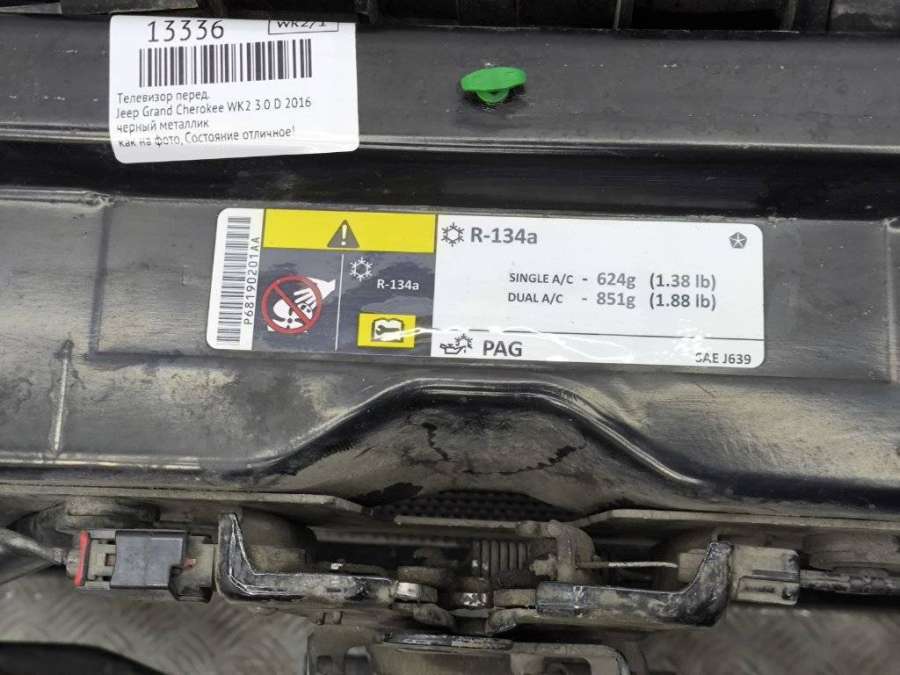 13336
WK2/1
Телевизор перед.
Jeep Grand Cherokee WK2 3.0 D 2016
черный металлик
как на фото, Состояние отличное!
P68190201AA
R-134a
R-134a
SINGLE A/C - 624g (1.38 lb)
DUAL A/C - 851g (1.88 lb)
PAG
SAE J639